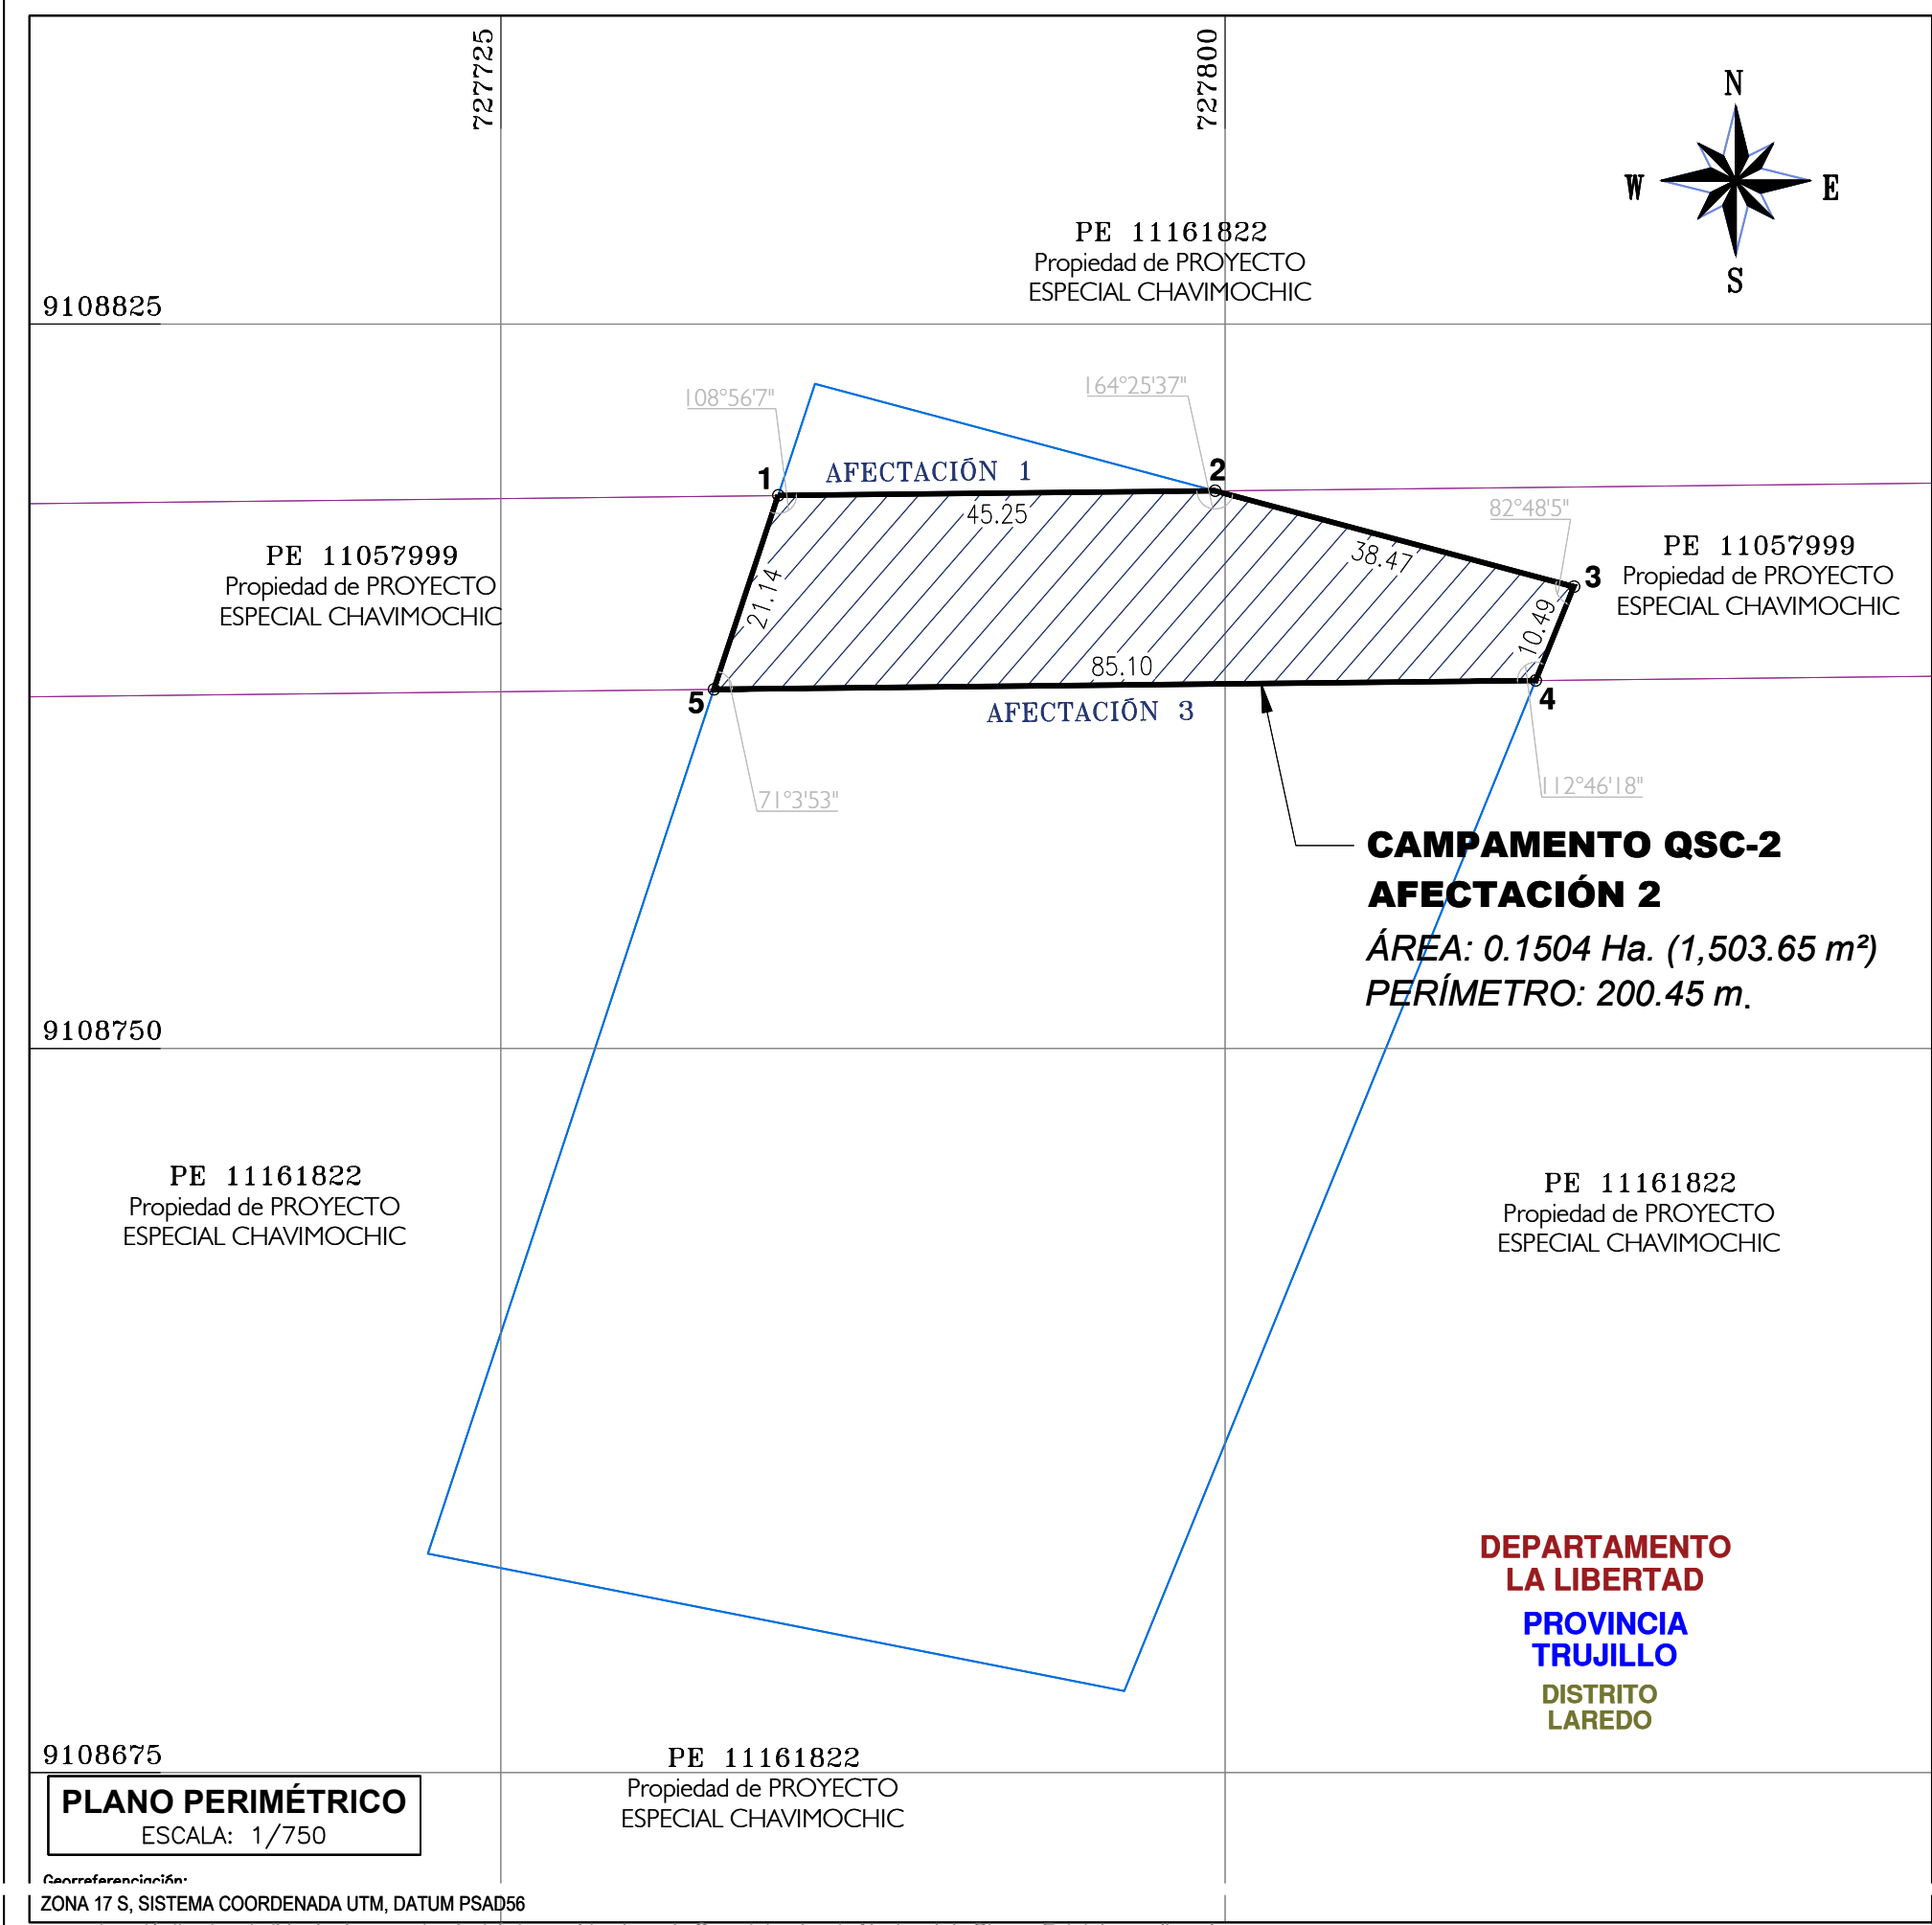 727725
727800
N
W
E
S
PE 11161822
Propiedad de PROYECTO
ESPECIAL CHAVIMOCHIC
9108825
108°56'7"
164°25'37"
1
AFECTACIÓN 1
2
45.25
82°48'5"
38.47
3
PE 11057999
Propiedad de PROYECTO
ESPECIAL CHAVIMOCHIC
PE 11057999
Propiedad de PROYECTO
ESPECIAL CHAVIMOCHIC
21.14
10.49
85.10
5
AFECTACIÓN 3
4
71°3'53"
112°46'18"
CAMPAMENTO QSC-2
AFECTACIÓN 2
ÁREA: 0.1504 Ha. (1,503.65 m²)
PERÍMETRO: 200.45 m.
9108750
PE 11161822
Propiedad de PROYECTO
ESPECIAL CHAVIMOCHIC
PE 11161822
Propiedad de PROYECTO
ESPECIAL CHAVIMOCHIC
DEPARTAMENTO
LA LIBERTAD
PROVINCIA
TRUJILLO
DISTRITO
LAREDO
9108675
PE 11161822
Propiedad de PROYECTO
ESPECIAL CHAVIMOCHIC
PLANO PERIMÉTRICO
ESCALA: 1/750
Georreferenciación:
ZONA 17 S, SISTEMA COORDENADA UTM, DATUM PSAD56